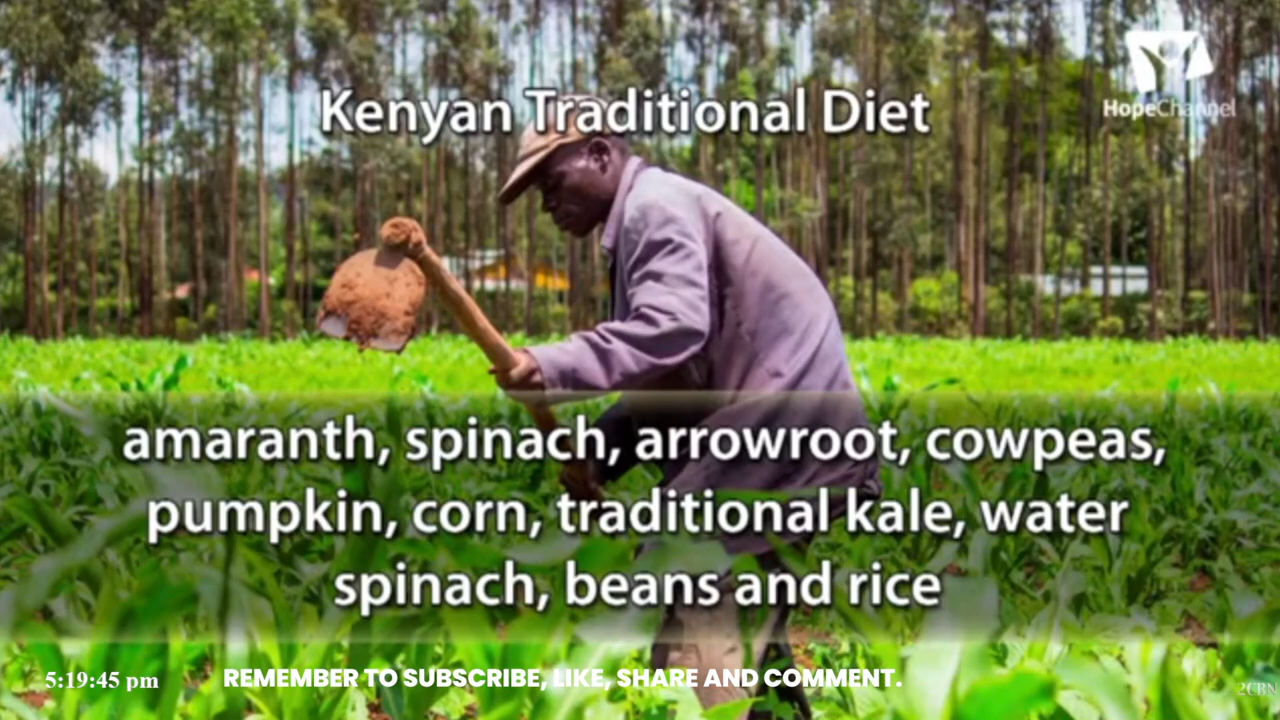 HopeChannel
Kenyan Traditional Diet
amaranth, spinach, arrowroot, cowpeas,
pumpkin, corn, traditional kale, water
spinach, beans and rice
5:19:45 pm
REMEMBER TO SUBSCRIBE, LIKE, SHARE AND COMMENT.
2CBN